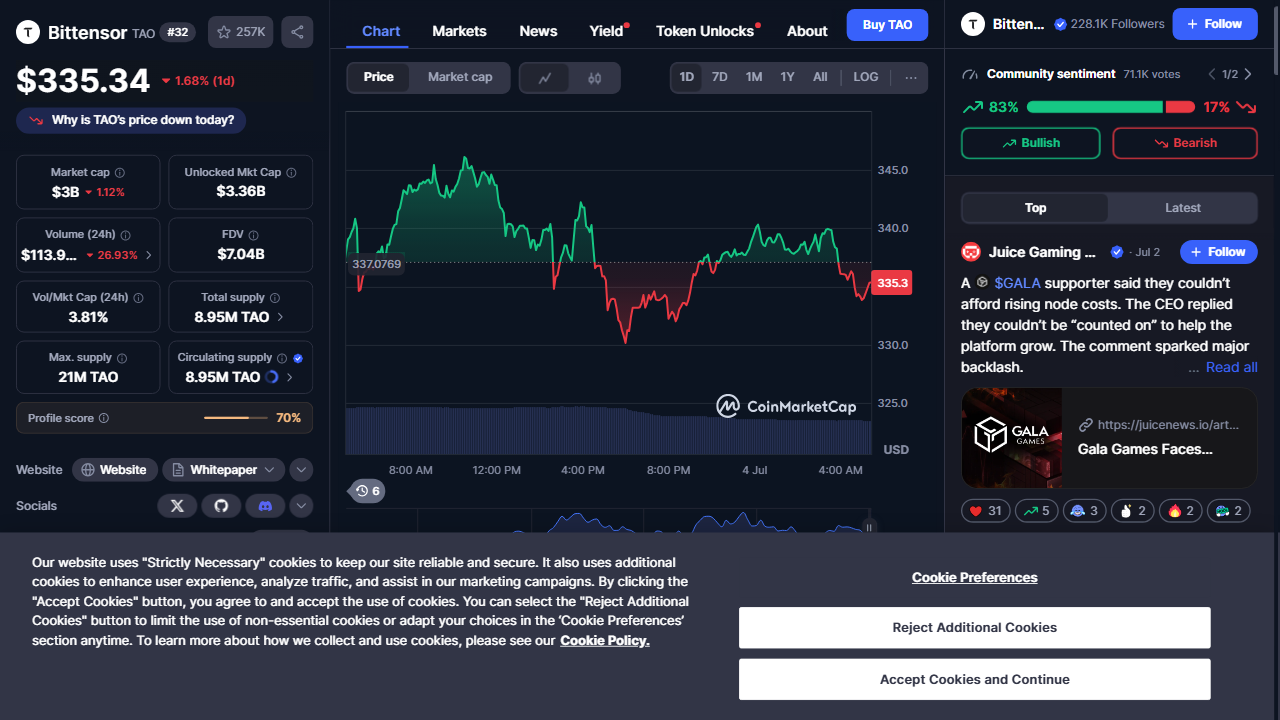 Bittensor TAO #32 257K
$335.34 1.68% (1d)
Why is TAO's price down today?
Market cap
$3B 1.12%
Unlocked Mkt Cap
$3.36B
Volume (24h)
$113.9... 26.93%
FDV
$7.04B
Vol/Mkt Cap (24h)
3.81%
Total supply
8.95M TAO
Max. supply
21M TAO
Circulating supply
8.95M TAO
Profile score 70%
Website Website Whitepaper
Socials
Chart Markets News Yield Token Unlocks About Buy TAO
Price Market cap 1D 7D 1M 1Y All LOG ...
345.0
340.0
337.0769
335.3
330.0
325.0
CoinMarketCap
USD
8:00 AM 12:00 PM 4:00 PM 8:00 PM 4 Jul 4:00 AM
6
Bitten... 228.1K Followers + Follow
Community sentiment 71.1K votes 1/2
83% 17%
Bullish Bearish
Top Latest
Juice Gaming ... · Jul 2 + Follow
A $GALA supporter said they couldn't
afford rising node costs. The CEO replied
they couldn't be “counted on” to help the
platform grow. The comment sparked major
backlash. ... Read all
GALA
GAMES
https://juicenews.io/art...
Gala Games Faces...
31 5 3 2 2 2
Our website uses "Strictly Necessary" cookies to keep our site reliable and secure. It also uses additional
cookies to enhance user experience, analyze traffic, and assist in our marketing campaigns. By clicking the
"Accept Cookies" button, you agree to and accept the use of cookies. You can select the "Reject Additional
Cookies" button to limit the use of non-essential cookies or adapt your choices in the ‘Cookie Preferences’
section anytime. To learn more about how we collect and use cookies, please see our Cookie Policy.
Cookie Preferences
Reject Additional Cookies
Accept Cookies and Continue